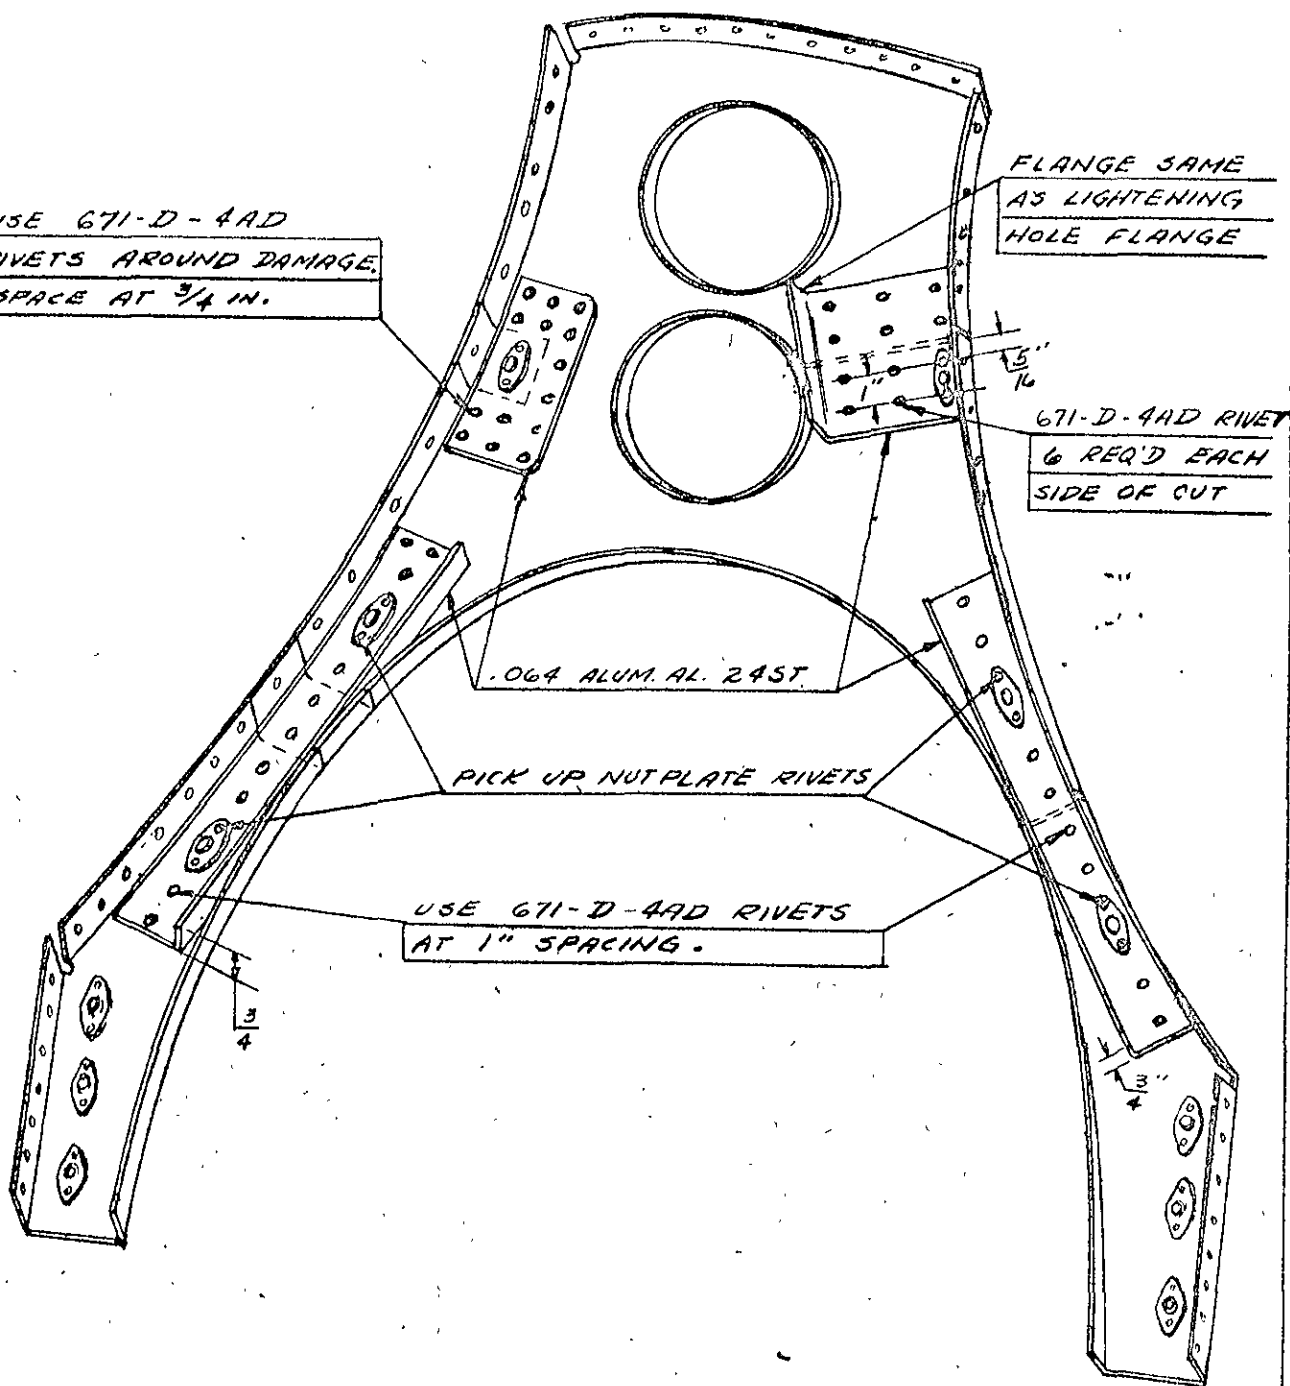 USE 671-D-4AD
RIVETS AROUND DAMAGE.
SPACE AT 3/4 IN.
FLANGE SAME
AS LIGHTENING
HOLE FLANGE
5"
16
1"
671-D-4AD RIVET
6 REQ'D EACH
SIDE OF CUT
.064 ALUM. AL. 24ST
PICK UP NUTPLATE RIVETS
USE 671-D-4AD RIVETS
AT 1" SPACING.
3
4
3"
4